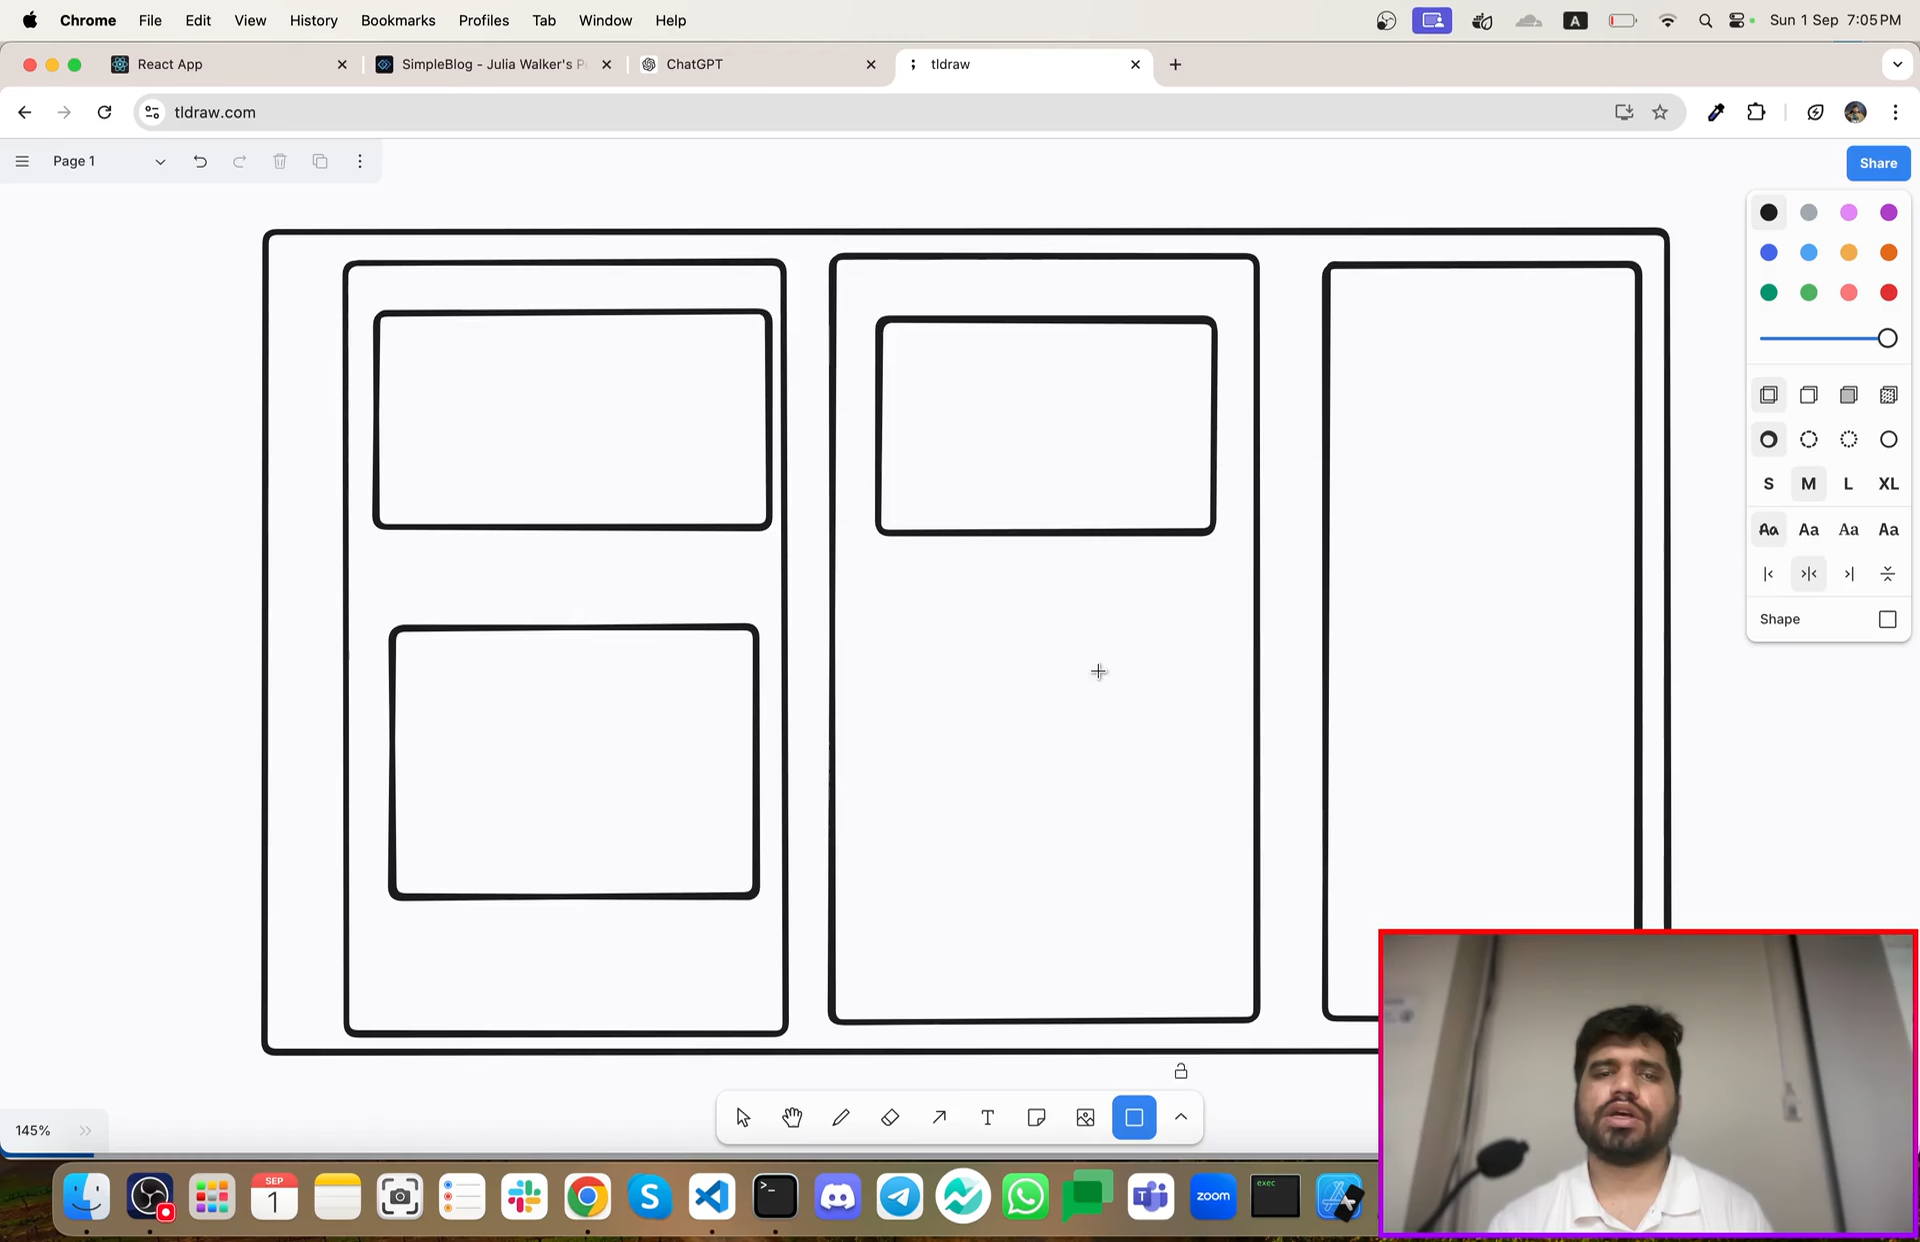 Chrome File Edit View History Bookmarks Profiles Tab Window Help
A
Sun 1 Sep 7:05 PM
React App
SimpleBlog - Julia Walker's P
ChatGPT
tldraw
tldraw.com
Page 1
Share
S M L XL
Aa Aa Aa Aa
Shape
145%
SEP
1
S
>_
T
zoom
exec